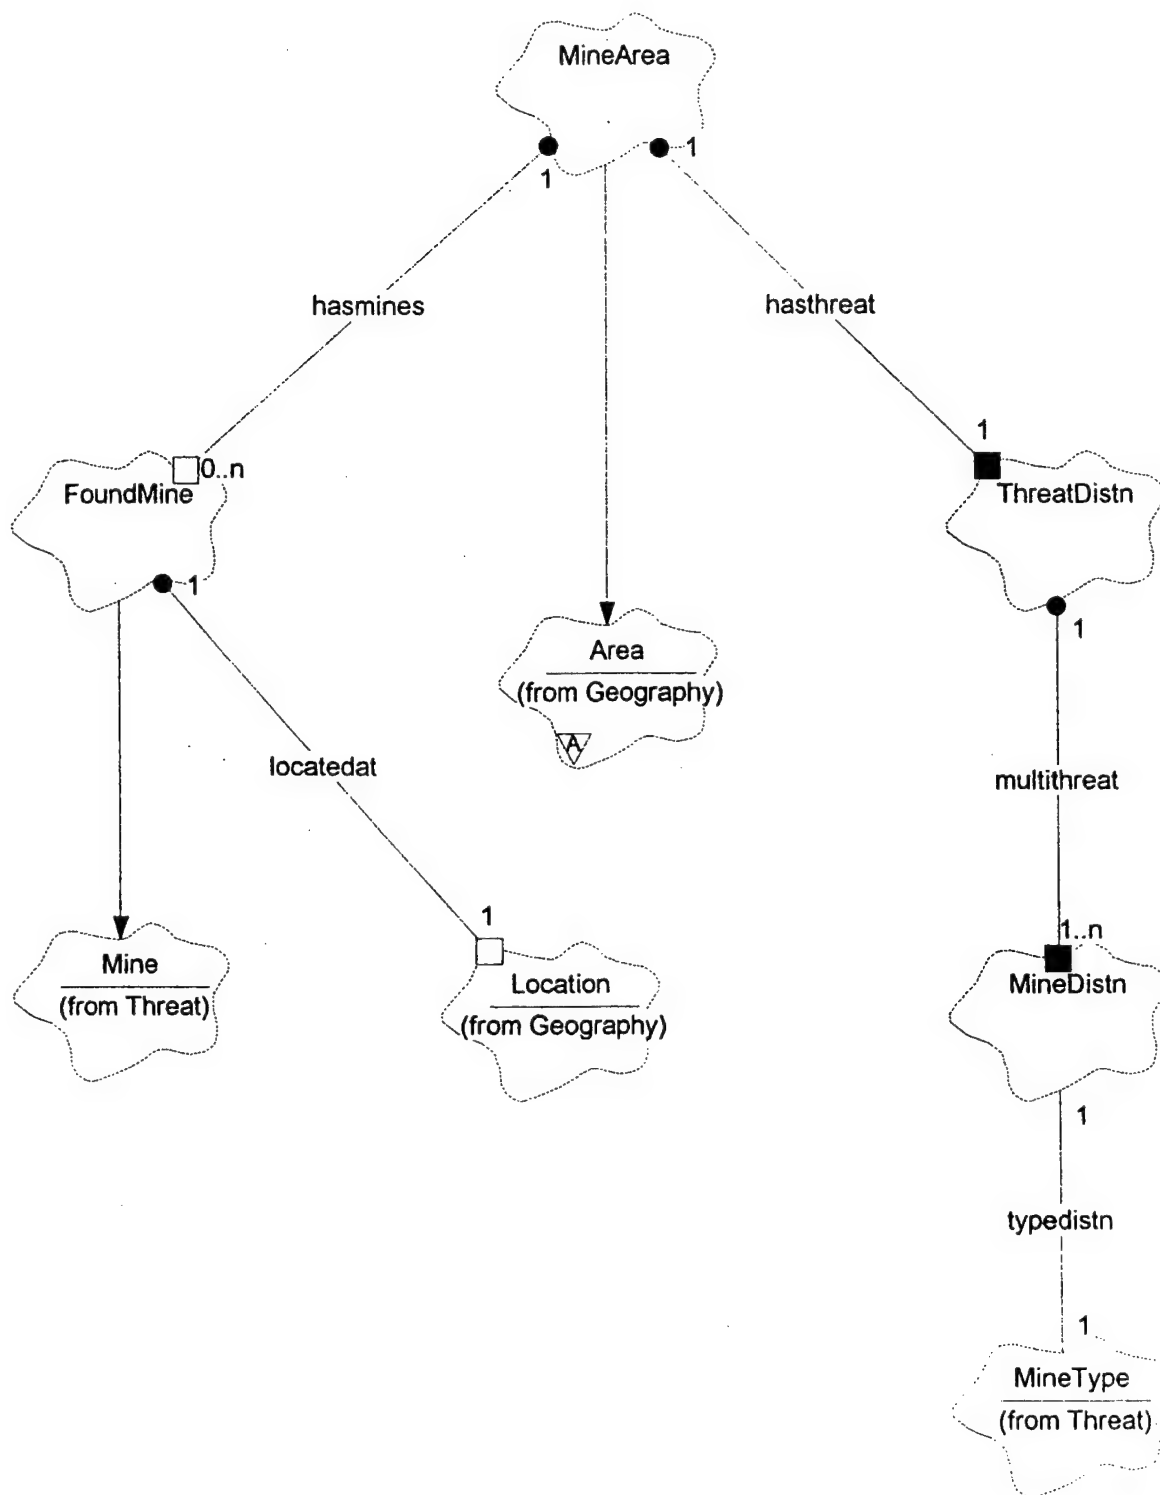 MineArea
1
1
hasmines
hasthreat
0..n
FoundMine
1
ThreatDistn
1
1
Area
(from Geography)
A
locatedat
multithreat
1
1..n
Mine
(from Threat)
Location
(from Geography)
MineDistn
1
typedistn
1
MineType
(from Threat)